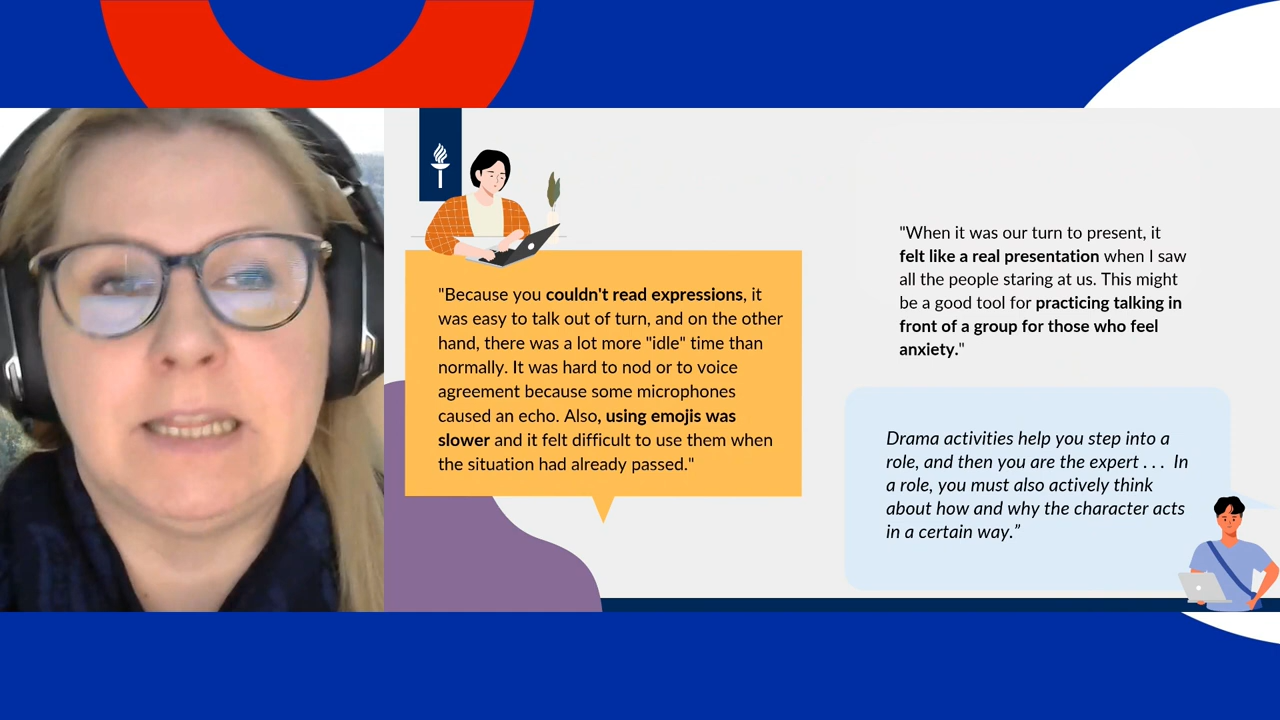 "Because you couldn't read expressions, it
was easy to talk out of turn, and on the other
hand, there was a lot more "idle" time than
normally. It was hard to nod or to voice
agreement because some microphones
caused an echo. Also, using emojis was
slower and it felt difficult to use them when
the situation had already passed."
"When it was our turn to present, it
felt like a real presentation when I saw
all the people staring at us. This might
be a good tool for practicing talking in
front of a group for those who feel
anxiety."
Drama activities help you step into a
role, and then you are the expert . . . In
a role, you must also actively think
about how and why the character acts
in a certain way.”